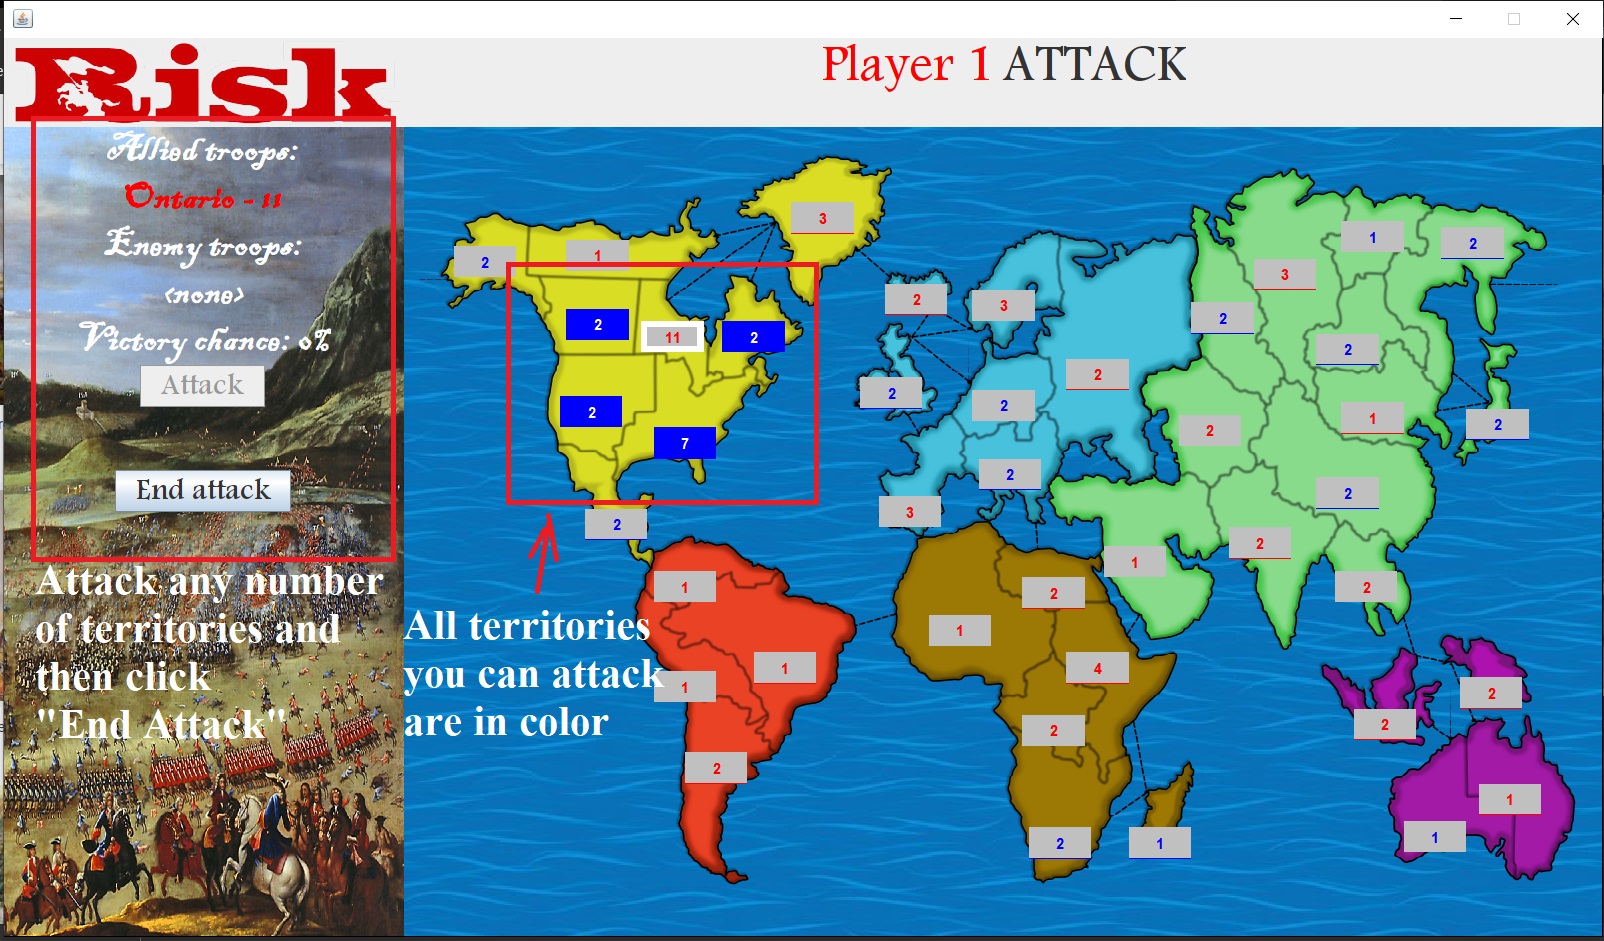 Risk
Player 1 ATTACK
Allied troops:
Ontario - 11
Enemy troops:
<none>
Victory chance: 0%
Attack
End attack
Attack any number
of territories and
then click
"End Attack"
All territories
you can attack
are in color
3
2
1
2
11
2
2
7
2
1
1
1
2
2
3
2
2
2
2
3
1
2
4
2
2
1
1
2
3
2
2
2
1
2
2
2
1
2
2
2
1
1